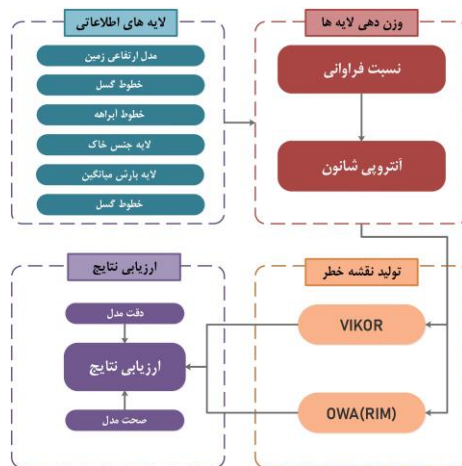 لایه های اطلاعاتی
مدل ارتفاعی زمین
خطوط گسل
خطوط آبراهه
لایه جنس خاک
لایه بارش میانگین
خطوط گسل
وزن دهی لایه ها
نسبت فراوانی
آنتروپی شانون
تولید نقشه خطر
VIKOR
OWA(RIM)
ارزیابی نتایج
دقت مدل
ارزیابی نتایج
صحت مدل